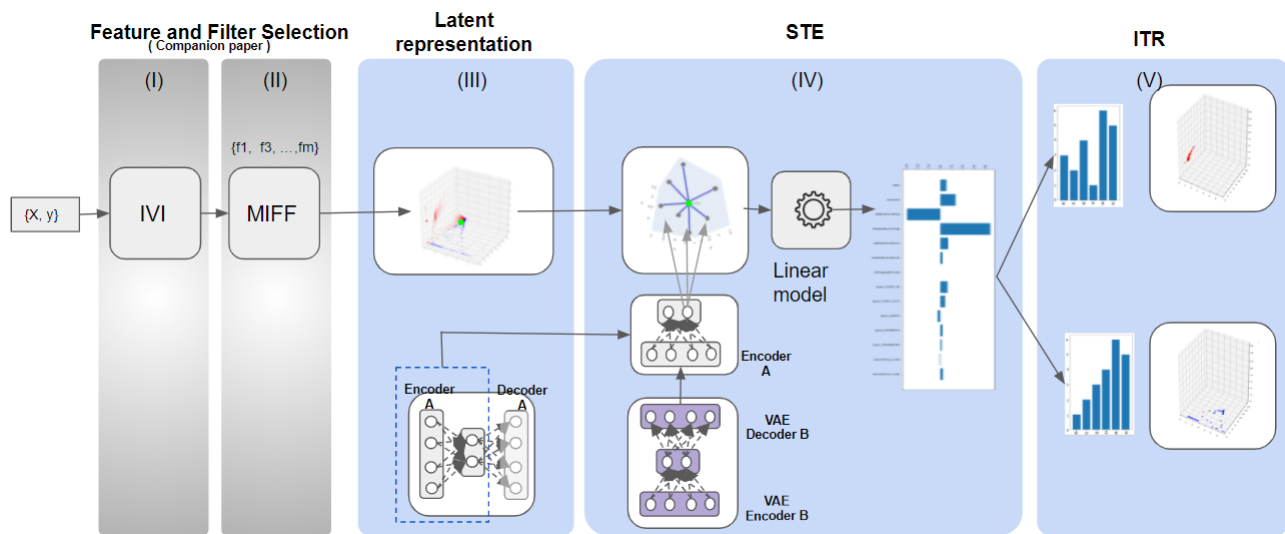 Feature and Filter Selection
( Companion paper )
Latent
representation
STE
ITR
(I)
(II)
(III)
(IV)
(V)
{f1, f3, ...,fm}
{X, y}
IVI
MIFF
Linear
model
Encoder
A
Encoder
A
Decoder
A
VAE
Decoder B
VAE
Encoder B